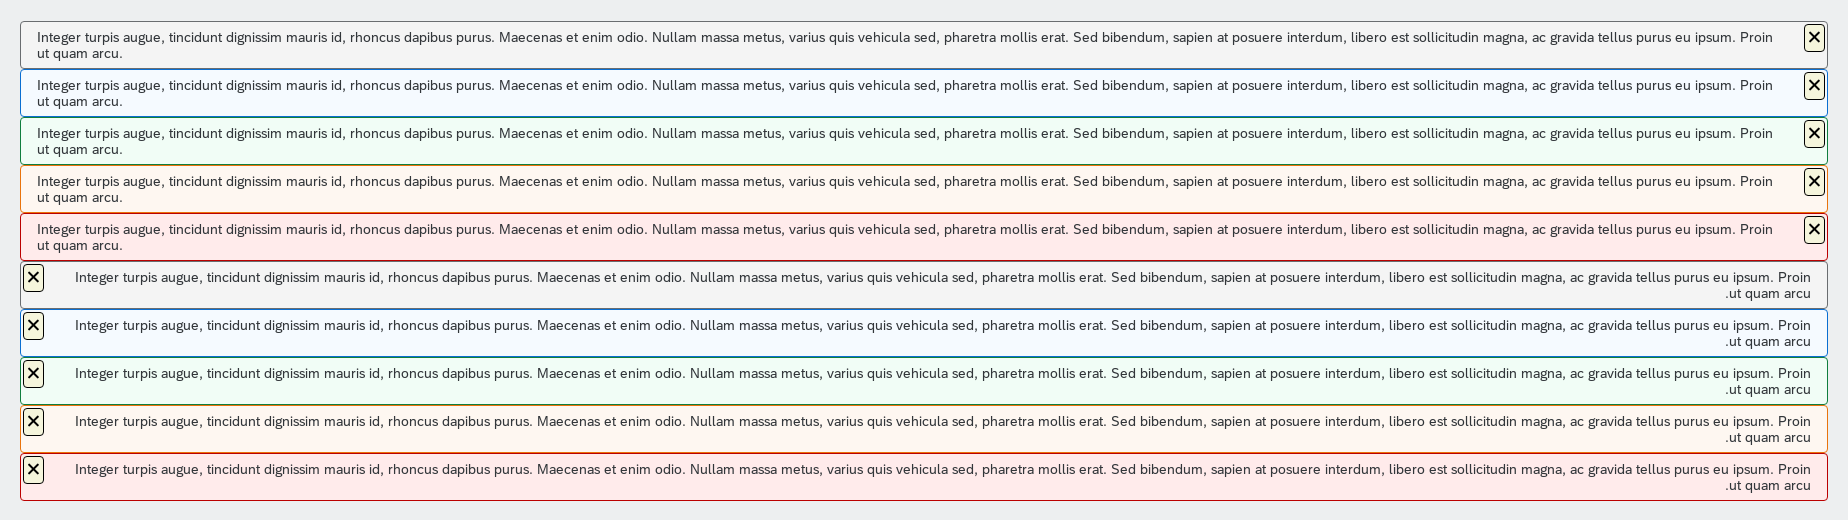 Integer turpis augue, tincidunt dignissim mauris id, rhoncus dapibus purus. Maecenas et enim odio. Nullam massa metus, varius quis vehicula sed, pharetra mollis erat. Sed bibendum, sapien at posuere interdum, libero est sollicitudin magna, ac gravida tellus purus eu ipsum. Proin
ut quam arcu.
Integer turpis augue, tincidunt dignissim mauris id, rhoncus dapibus purus. Maecenas et enim odio. Nullam massa metus, varius quis vehicula sed, pharetra mollis erat. Sed bibendum, sapien at posuere interdum, libero est sollicitudin magna, ac gravida tellus purus eu ipsum. Proin
ut quam arcu.
Integer turpis augue, tincidunt dignissim mauris id, rhoncus dapibus purus. Maecenas et enim odio. Nullam massa metus, varius quis vehicula sed, pharetra mollis erat. Sed bibendum, sapien at posuere interdum, libero est sollicitudin magna, ac gravida tellus purus eu ipsum. Proin
ut quam arcu.
Integer turpis augue, tincidunt dignissim mauris id, rhoncus dapibus purus. Maecenas et enim odio. Nullam massa metus, varius quis vehicula sed, pharetra mollis erat. Sed bibendum, sapien at posuere interdum, libero est sollicitudin magna, ac gravida tellus purus eu ipsum. Proin
ut quam arcu.
Integer turpis augue, tincidunt dignissim mauris id, rhoncus dapibus purus. Maecenas et enim odio. Nullam massa metus, varius quis vehicula sed, pharetra mollis erat. Sed bibendum, sapien at posuere interdum, libero est sollicitudin magna, ac gravida tellus purus eu ipsum. Proin
ut quam arcu.
Integer turpis augue, tincidunt dignissim mauris id, rhoncus dapibus purus. Maecenas et enim odio. Nullam massa metus, varius quis vehicula sed, pharetra mollis erat. Sed bibendum, sapien at posuere interdum, libero est sollicitudin magna, ac gravida tellus purus eu ipsum. Proin
.ut quam arcu
Integer turpis augue, tincidunt dignissim mauris id, rhoncus dapibus purus. Maecenas et enim odio. Nullam massa metus, varius quis vehicula sed, pharetra mollis erat. Sed bibendum, sapien at posuere interdum, libero est sollicitudin magna, ac gravida tellus purus eu ipsum. Proin
.ut quam arcu
Integer turpis augue, tincidunt dignissim mauris id, rhoncus dapibus purus. Maecenas et enim odio. Nullam massa metus, varius quis vehicula sed, pharetra mollis erat. Sed bibendum, sapien at posuere interdum, libero est sollicitudin magna, ac gravida tellus purus eu ipsum. Proin
.ut quam arcu
Integer turpis augue, tincidunt dignissim mauris id, rhoncus dapibus purus. Maecenas et enim odio. Nullam massa metus, varius quis vehicula sed, pharetra mollis erat. Sed bibendum, sapien at posuere interdum, libero est sollicitudin magna, ac gravida tellus purus eu ipsum. Proin
.ut quam arcu
Integer turpis augue, tincidunt dignissim mauris id, rhoncus dapibus purus. Maecenas et enim odio. Nullam massa metus, varius quis vehicula sed, pharetra mollis erat. Sed bibendum, sapien at posuere interdum, libero est sollicitudin magna, ac gravida tellus purus eu ipsum. Proin
.ut quam arcu